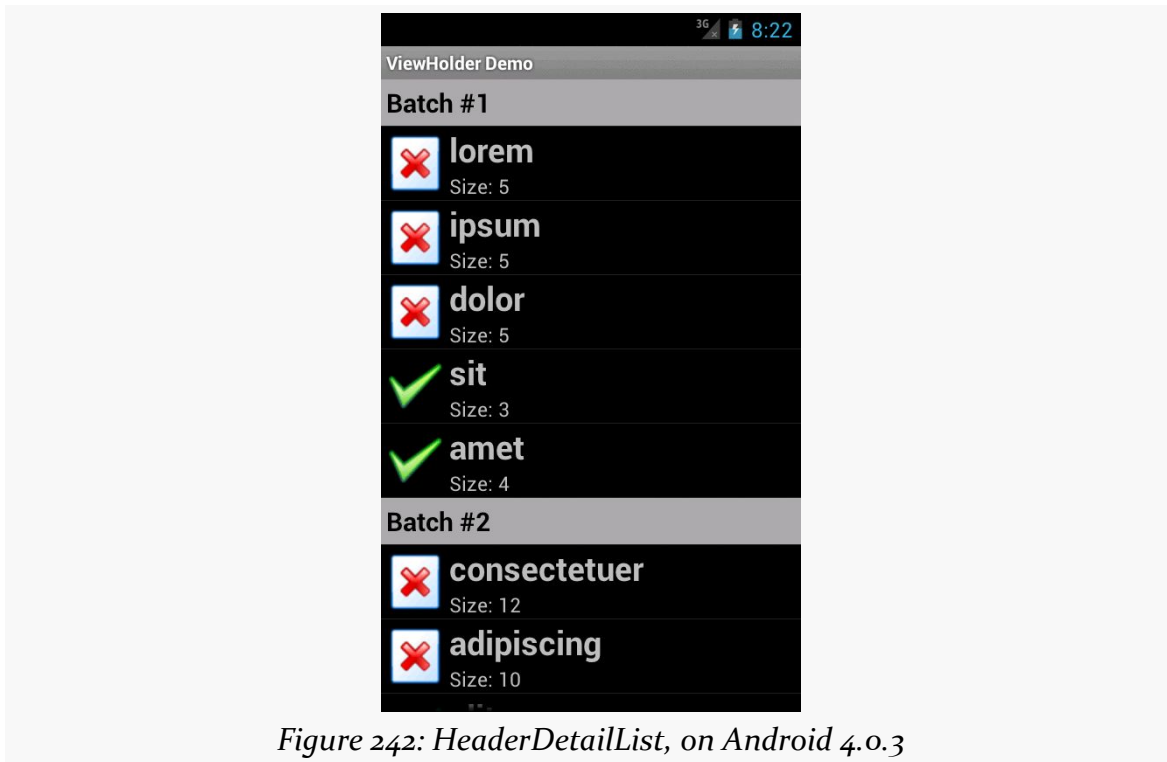 3G 8:22
ViewHolder Demo
Batch #1
lorem
Size: 5
ipsum
Size: 5
dolor
Size: 5
sit
Size: 3
amet
Size: 4
Batch #2
consectetuer
Size: 12
adipiscing
Size: 10
Figure 242: HeaderDetailList, on Android 4.0.3